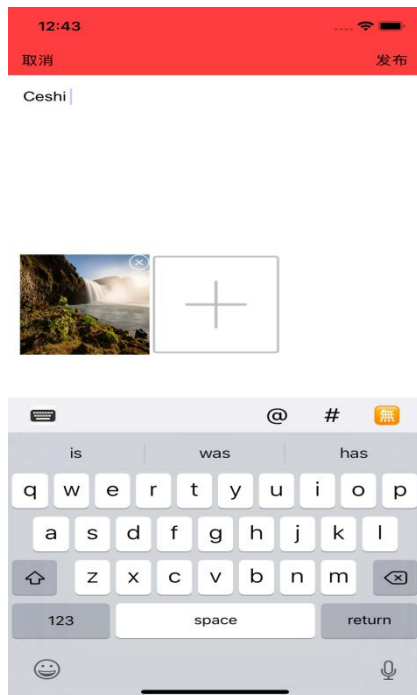 12:43
取消 发布
Ceshi
@ # 無
is was has
q w e r t y u i o p
a s d f g h j k l
z x c v b n m
123 space return